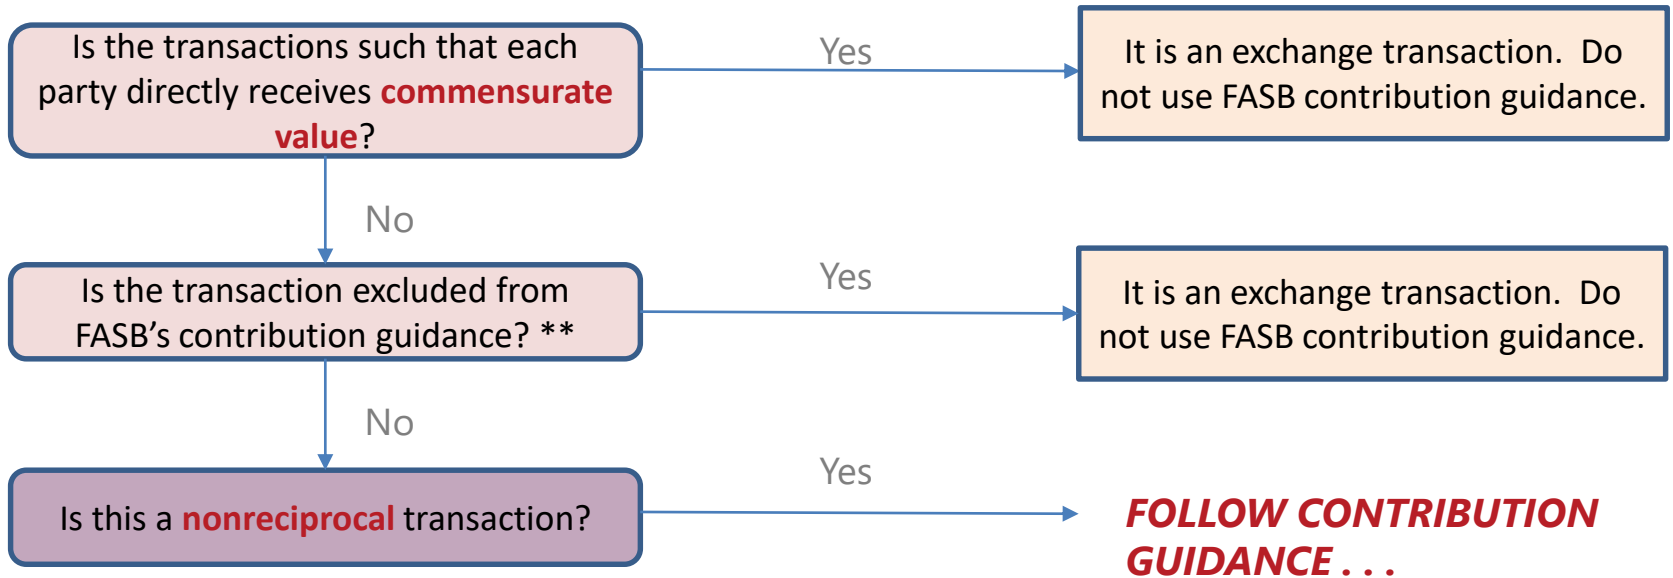 Is the transactions such that each
party directly receives commensurate
value?
Yes
It is an exchange transaction.  Do
not use FASB contribution guidance.
No
Is the transaction excluded from
FASB's contribution guidance? **
Yes
It is an exchange transaction.  Do
not use FASB contribution guidance.
No
Is this a nonreciprocal transaction?
Yes
FOLLOW CONTRIBUTION
GUIDANCE . . .